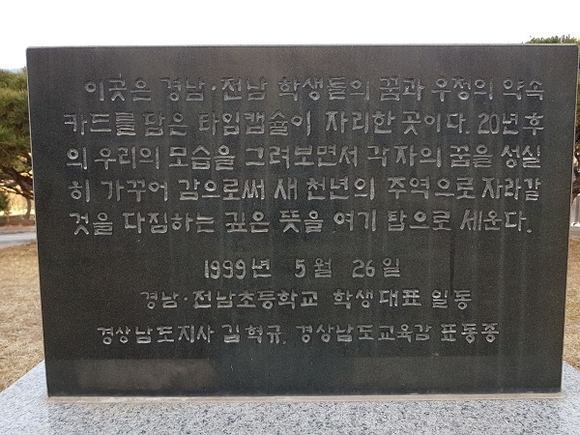 이곳은 경남·전남 학생들의 꿈과 우정의 약속
카드를 담은 타임캡슐이 자리한 곳이다. 20년후
의 우리의 모습을 그려보면서 각자의 꿈을 성실
히 가꾸어 감으로써 새 천년의 주역으로 자라갈
것을 다짐하는 깊은 뜻을 여기 탑으로 세운다.
1999년 5월 26일
경남·전남초등학교 학생대표 일동
경상남도지사 김혁규. 경상남도교육감 표동종